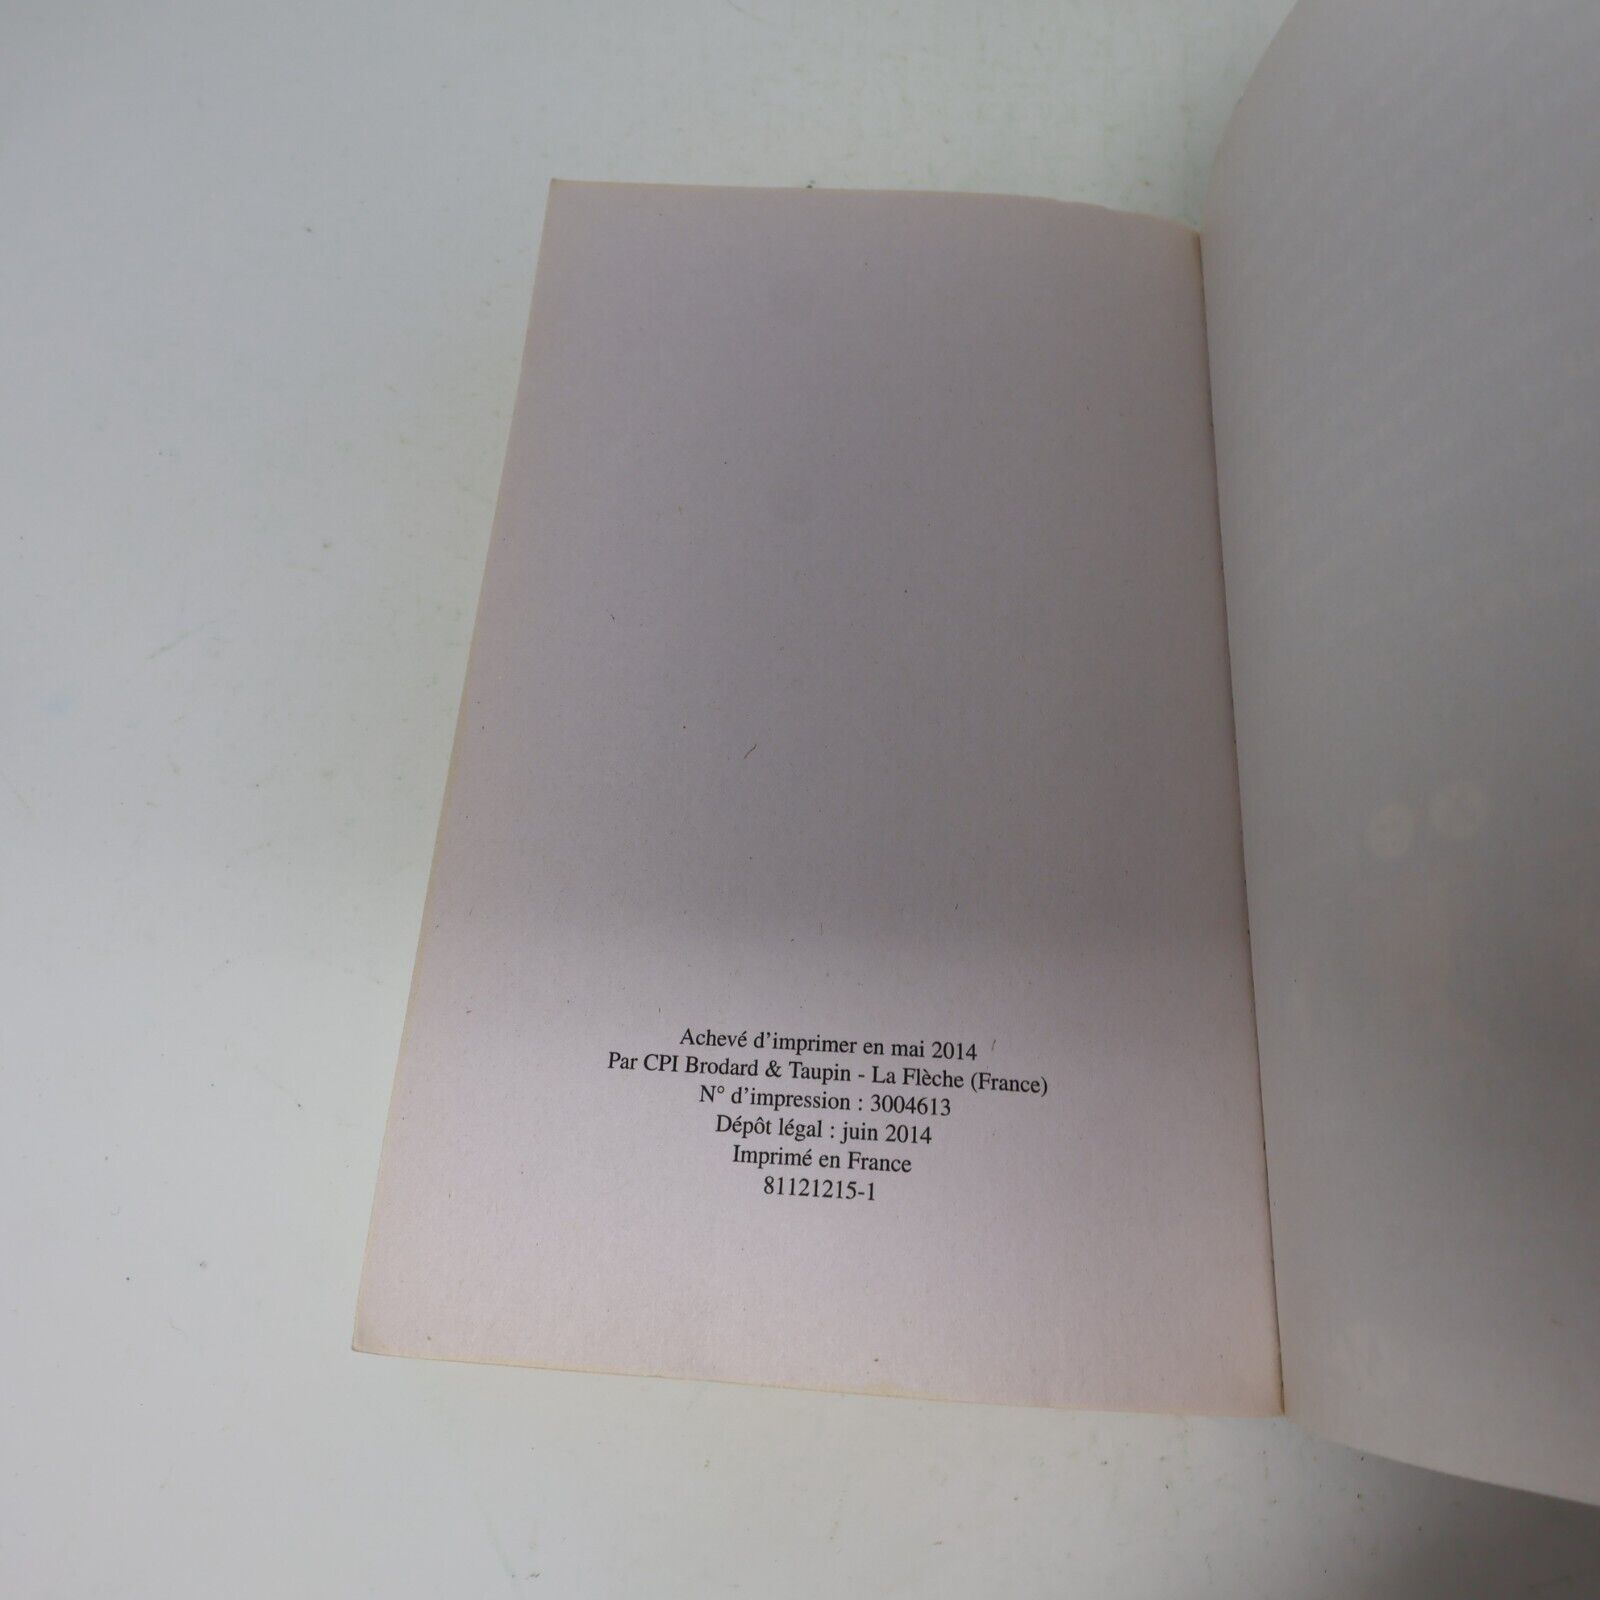 Achevé d'imprimer en mai 2014
Par CPI Brodard & Taupin - La Flèche (France)
N° d'impression : 3004613
Dépôt légal : juin 2014
Imprimé en France
81121215-1